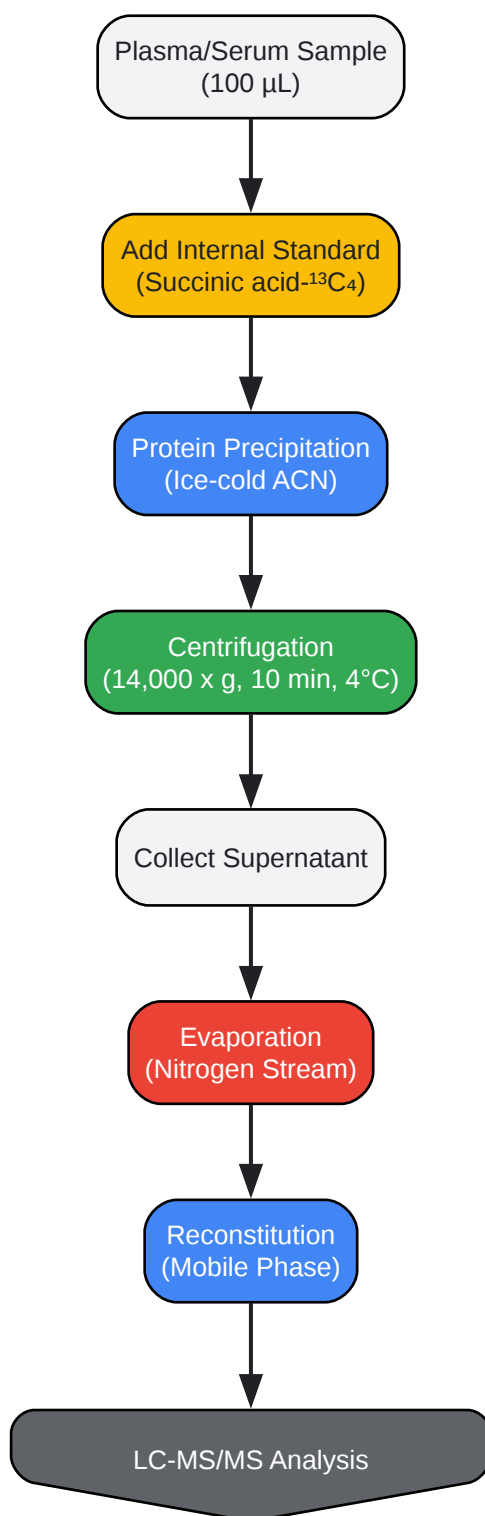 Plasma/Serum Sample
(100 µL)
Add Internal Standard
(Succinic acid-¹³C₄)
Protein Precipitation
(Ice-cold ACN)
Centrifugation
(14,000 x g, 10 min, 4°C)
Collect Supernatant
Evaporation
(Nitrogen Stream)
Reconstitution
(Mobile Phase)
LC-MS/MS Analysis